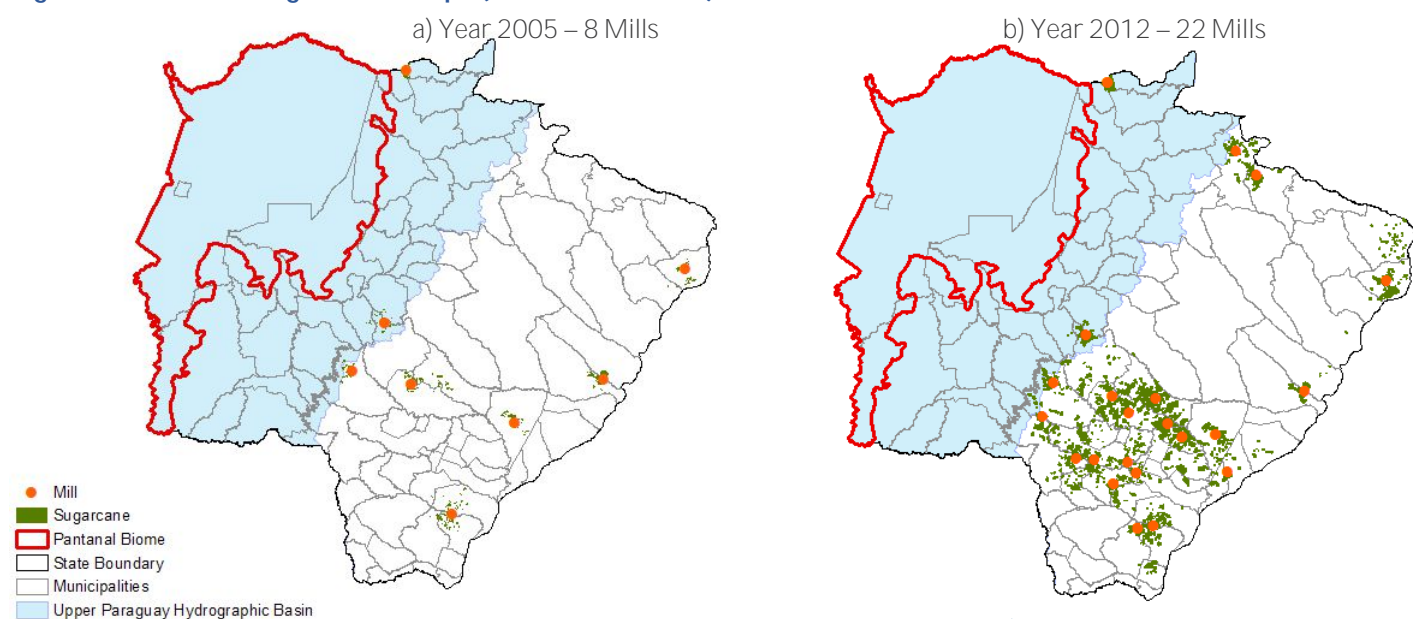 a) Year 2005 – 8 Mills
b) Year 2012 – 22 Mills
Mill
Sugarcane
Pantanal Biome
State Boundary
Municipalities
Upper Paraguay Hydrographic Basin